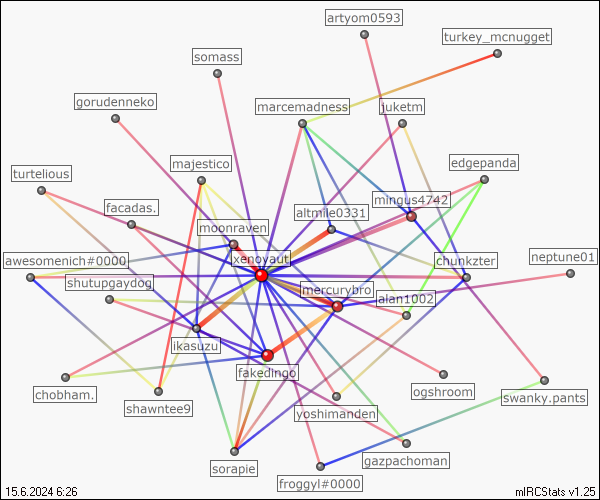 artyom0593
turkey_mcnugget
somass
gorudenneko
marcemadness
juketm
majestico
edgepanda
turtelious
mingus4742
facadas.
altmile0331
moonraven
xenoyaut
awesomenich#0000
chunkzter
neptune01
shutupgaydog
mercurybro
alan1002
ikasuzu
fakedingo
chobham.
shawntee9
ogshroom
swanky.pants
yoshimanden
sorapie
gazpachoman
froggyl#0000
15.6.2024 6:26
mIRCStats v1.25